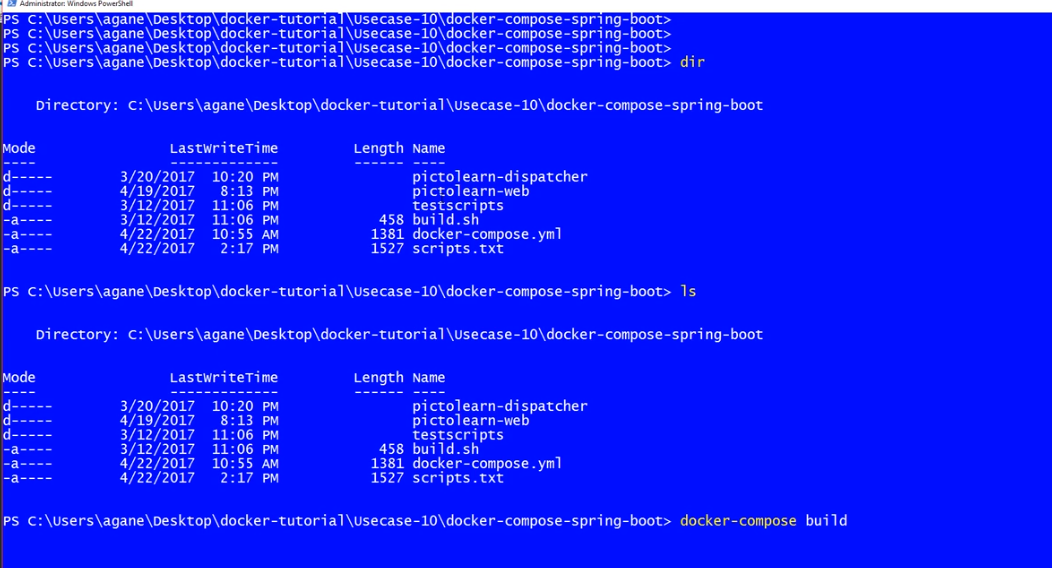 Administrator: Windows PowerShell
PS C:\Users\agane\Desktop\docker-tutorial\Usecase-10\docker-compose-spring-boot>
PS C:\Users\agane\Desktop\docker-tutorial\Usecase-10\docker-compose-spring-boot>
PS C:\Users\agane\Desktop\docker-tutorial\Usecase-10\docker-compose-spring-boot>
PS C:\Users\agane\Desktop\docker-tutorial\Usecase-10\docker-compose-spring-boot> dir
Directory: C:\Users\agane\Desktop\docker-tutorial\Usecase-10\docker-compose-spring-boot
Mode LastWriteTime Length Name
---- ------------- ------ ----
d----- 3/20/2017 10:20 PM pictolearn-dispatcher
d----- 4/19/2017 8:13 PM pictolearn-web
d----- 3/12/2017 11:06 PM testscripts
-a---- 3/12/2017 11:06 PM 458 build.sh
-a---- 4/22/2017 10:55 AM 1381 docker-compose.yml
-a---- 4/22/2017 2:17 PM 1527 scripts.txt
PS C:\Users\agane\Desktop\docker-tutorial\Usecase-10\docker-compose-spring-boot> ls
Directory: C:\Users\agane\Desktop\docker-tutorial\Usecase-10\docker-compose-spring-boot
Mode LastWriteTime Length Name
---- ------------- ------ ----
d----- 3/20/2017 10:20 PM pictolearn-dispatcher
d----- 4/19/2017 8:13 PM pictolearn-web
d----- 3/12/2017 11:06 PM testscripts
-a---- 3/12/2017 11:06 PM 458 build.sh
-a---- 4/22/2017 10:55 AM 1381 docker-compose.yml
-a---- 4/22/2017 2:17 PM 1527 scripts.txt
PS C:\Users\agane\Desktop\docker-tutorial\Usecase-10\docker-compose-spring-boot> docker-compose build